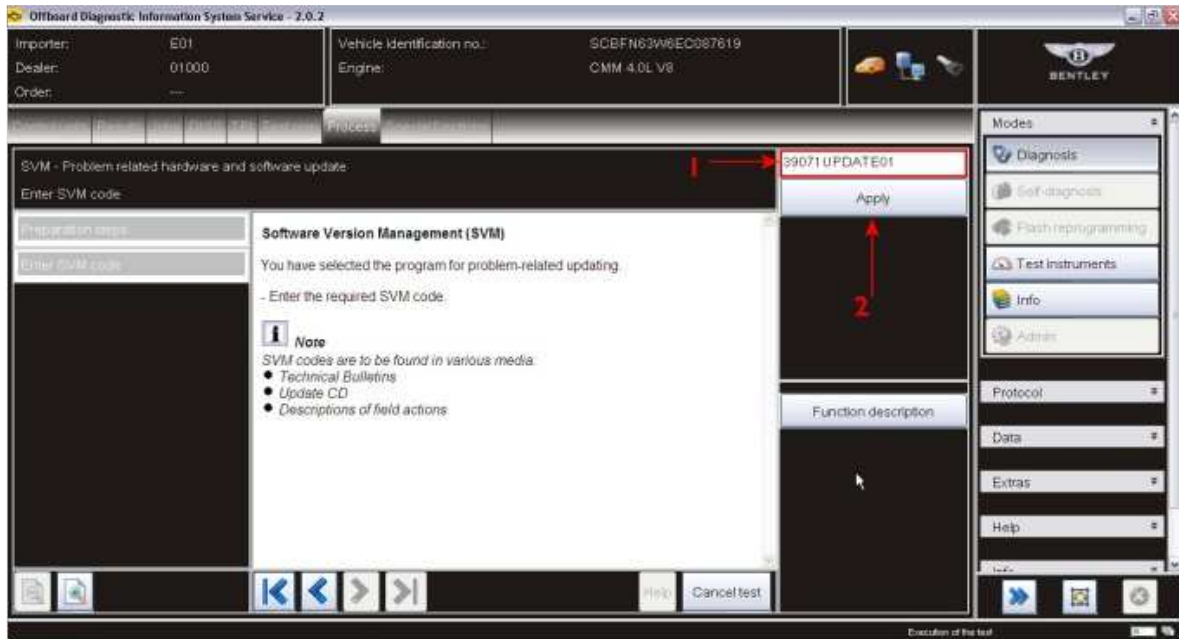 Offboard Diagnostic Information System Service - 2.0.2
Importer: E01
Dealer: 01000
Order: ---
Vehicle identification no.: SCBFN63W6EC087619
Engine: CMM 4.0L V8
BENTLEY
Process
SVM - Problem related hardware and software update
Enter SVM code
1
39071UPDATE01
Apply
2
Preparation steps
Enter SVM code
Software Version Management (SVM)
You have selected the program for problem-related updating.
- Enter the required SVM code.
i Note
SVM codes are to be found in various media:
● Technical Bulletins
● Update CD
● Descriptions of field actions
Function description
Help
Cancel test
Modes
Diagnosis
Self-diagnosis
Flash reprogramming
Test instruments
Info
Admin
Protocol
Data
Extras
Help
Execution of the test